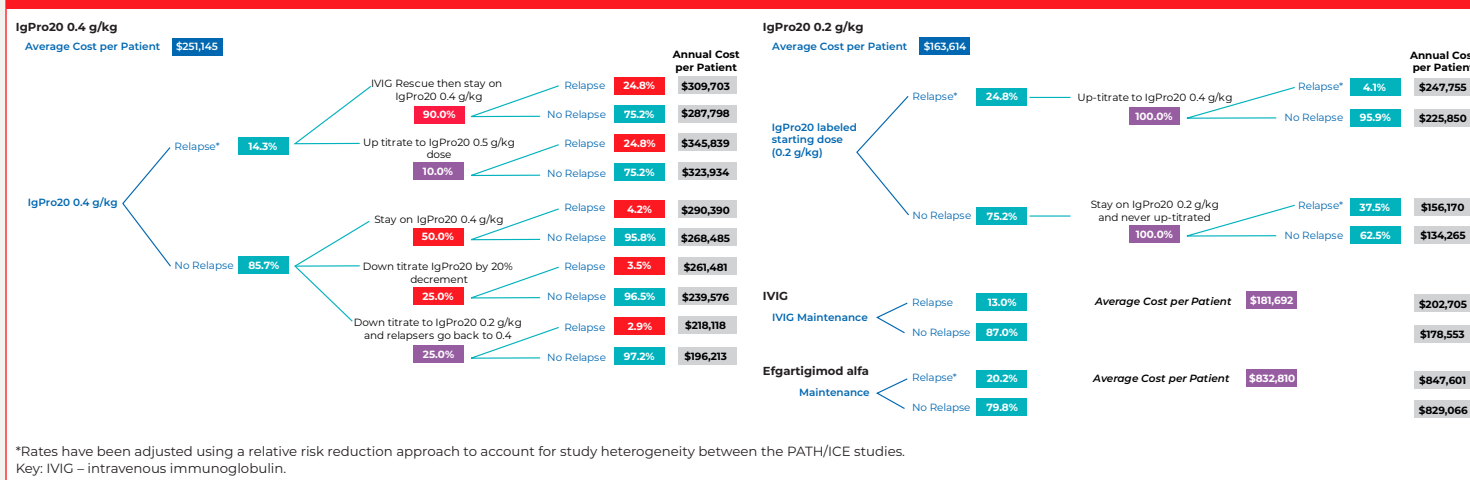 IgPro20 0.4 g/kg
Average Cost per Patient $251,145
Annual Cost
per Patient
IVIG Rescue then stay on
IgPro20 0.4 g/kg
90.0%
Relapse 24.8% $309,703
No Relapse 75.2% $287,798
Relapse* 14.3%
Up titrate to IgPro20 0.5 g/kg
dose
10.0%
Relapse 24.8% $345,839
No Relapse 75.2% $323,934
IgPro20 0.4 g/kg
Stay on IgPro20 0.4 g/kg
50.0%
Relapse 4.2% $290,390
No Relapse 95.8% $268,485
No Relapse 85.7%
Down titrate IgPro20 by 20%
decrement
25.0%
Relapse 3.5% $261,481
No Relapse 96.5% $239,576
Down titrate to IgPro20 0.2 g/kg
and relapsers go back to 0.4
25.0%
Relapse 2.9% $218,118
No Relapse 97.2% $196,213
IgPro20 0.2 g/kg
Average Cost per Patient $163,614
Annual Cos
per Patient
Relapse* 24.8%
Up-titrate to IgPro20 0.4 g/kg
100.0%
Relapse* 4.1% $247,755
No Relapse 95.9% $225,850
IgPro20 labeled
starting dose
(0.2 g/kg)
No Relapse 75.2%
Stay on IgPro20 0.2 g/kg
and never up-titrated
100.0%
Relapse* 37.5% $156,170
No Relapse 62.5% $134,265
IVIG
IVIG Maintenance
Relapse 13.0%
Average Cost per Patient $181,692
$202,705
No Relapse 87.0%
$178,553
Efgartigimod alfa
Maintenance
Relapse* 20.2%
Average Cost per Patient $832,810
$847,601
No Relapse 79.8%
$829,066
*Rates have been adjusted using a relative risk reduction approach to account for study heterogeneity between the PATH/ICE studies.
Key: IVIG – intravenous immunoglobulin.